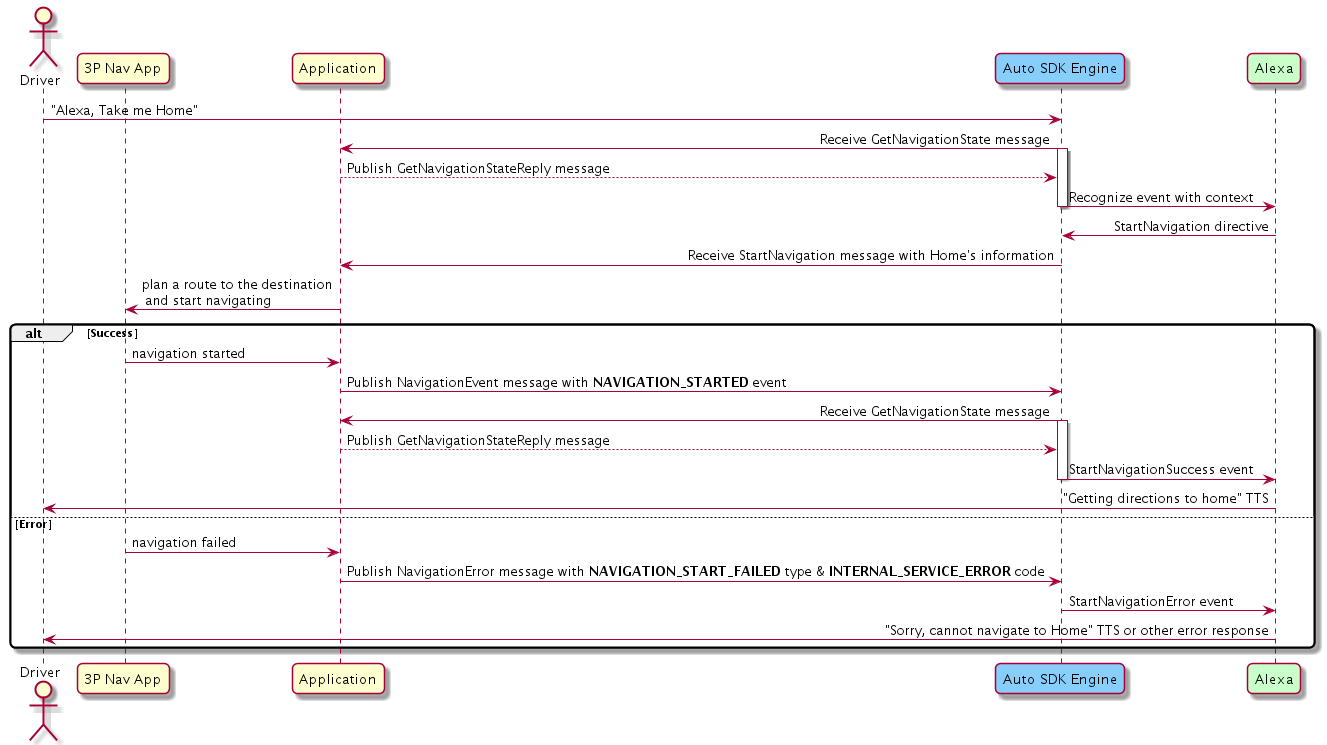 Driver
3P Nav App
Application
Auto SDK Engine
Alexa
"Alexa, Take me Home"
Receive GetNavigationState message
Publish GetNavigationStateReply message
Recognize event with context
StartNavigation directive
Receive StartNavigation message with Home's information
plan a route to the destination
and start navigating
alt
[Success]
navigation started
Publish NavigationEvent message with NAVIGATION_STARTED event
Receive GetNavigationState message
Publish GetNavigationStateReply message
StartNavigationSuccess event
"Getting directions to home" TTS
[Error]
navigation failed
Publish NavigationError message with NAVIGATION_START_FAILED type & INTERNAL_SERVICE_ERROR code
StartNavigationError event
"Sorry, cannot navigate to Home" TTS or other error response
Driver
3P Nav App
Application
Auto SDK Engine
Alexa